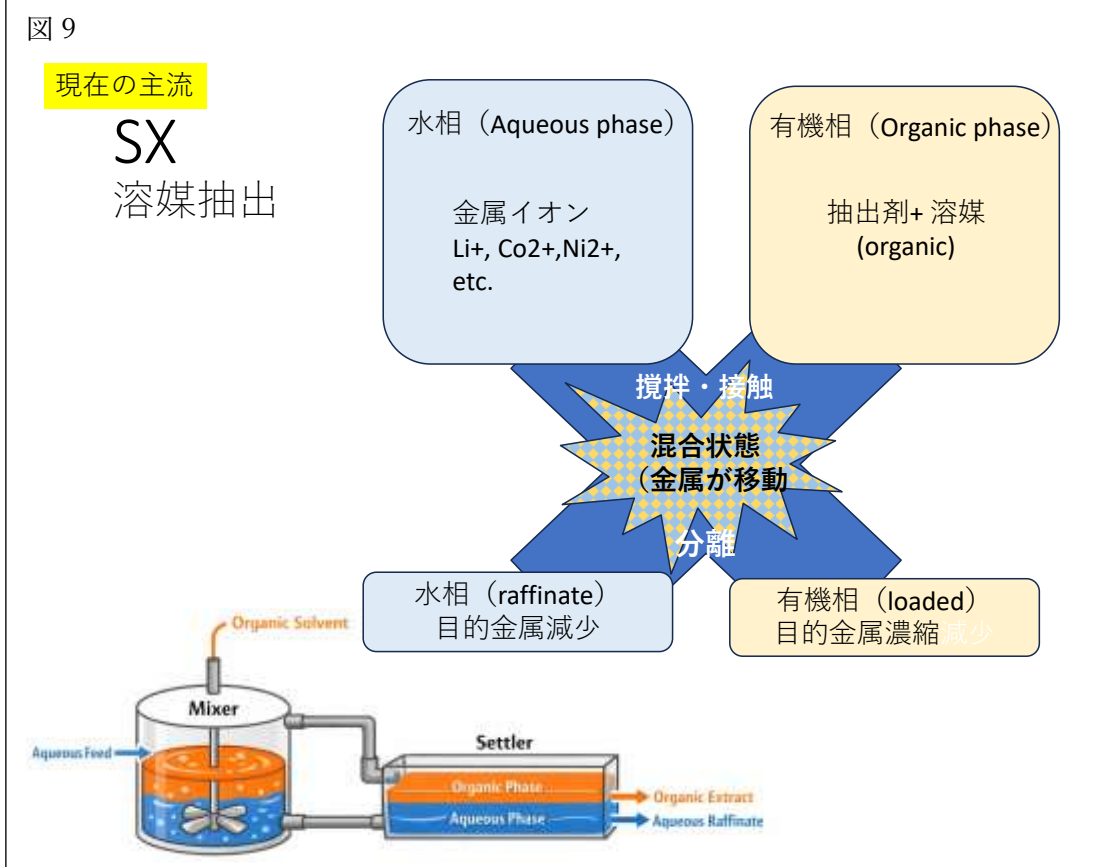 図 9
現在の主流
SX
溶媒抽出
水相（Aqueous phase）
金属イオン
Li+, Co2+,Ni2+,
etc.
有機相（Organic phase）
抽出剤+ 溶媒
(organic)
撹拌・接触
混合状態
（金属が移動
分離
水相（raffinate）
目的金属減少
有機相（loaded）
目的金属濃縮減少
Organic Solvent
Mixer
Aqueous Feed
Settler
Organic Phase
Aqueous Phase
Organic Extract
Aqueous Raffinate